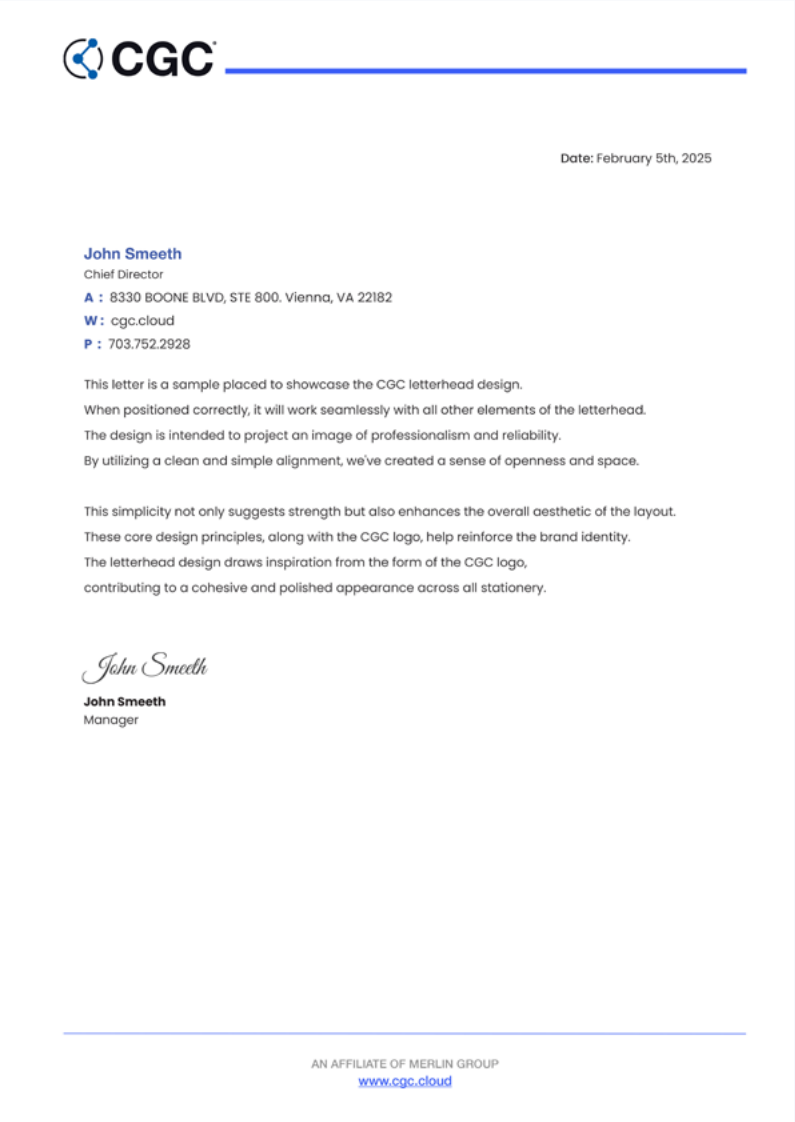 CGC
Date: February 5th, 2025
John Smeeth
Chief Director
A : 8330 BOONE BLVD, STE 800. Vienna, VA 22182
W : cgc.cloud
P : 703.752.2928
This letter is a sample placed to showcase the CGC letterhead design.
When positioned correctly, it will work seamlessly with all other elements of the letterhead.
The design is intended to project an image of professionalism and reliability.
By utilizing a clean and simple alignment, we've created a sense of openness and space.
This simplicity not only suggests strength but also enhances the overall aesthetic of the layout.
These core design principles, along with the CGC logo, help reinforce the brand identity.
The letterhead design draws inspiration from the form of the CGC logo,
contributing to a cohesive and polished appearance across all stationery.
John Smeeth
John Smeeth
Manager
AN AFFILIATE OF MERLIN GROUP
www.cgc.cloud